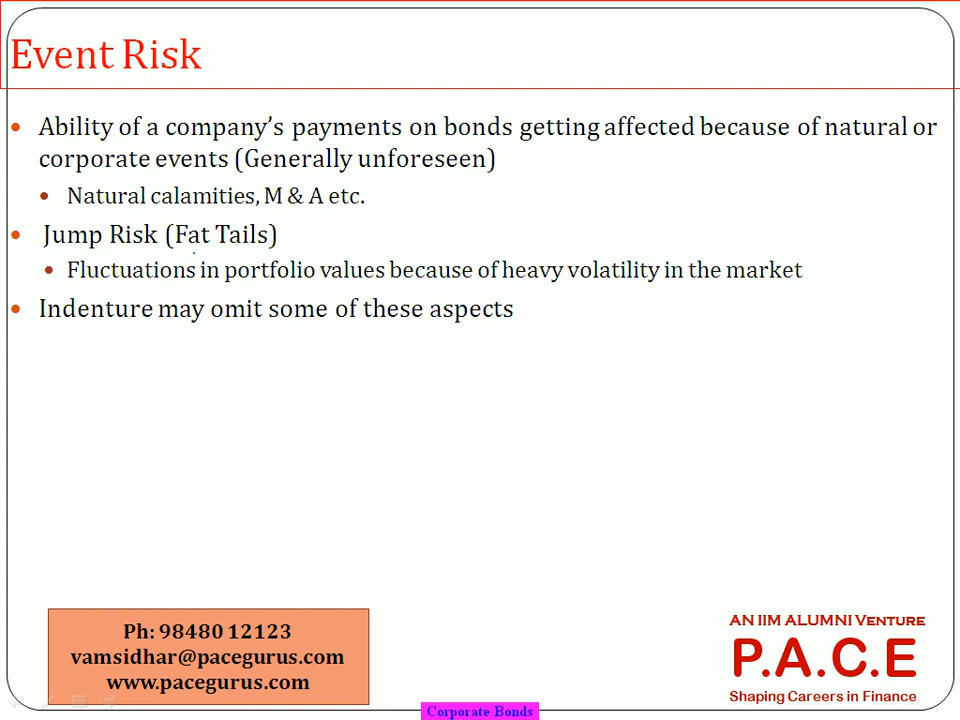 Event Risk
Ability of a company's payments on bonds getting affected because of natural or
corporate events (Generally unforeseen)
Natural calamities, M & A etc.
Jump Risk (Fat Tails)
Fluctuations in portfolio values because of heavy volatility in the market
Indenture may omit some of these aspects
Ph: 98480 12123
vamsidhar@pacegurus.com
www.pacegurus.com
AN IIM ALUMNI VENTURE
P.A.C.E
Shaping Careers in Finance
Corporate Bonds